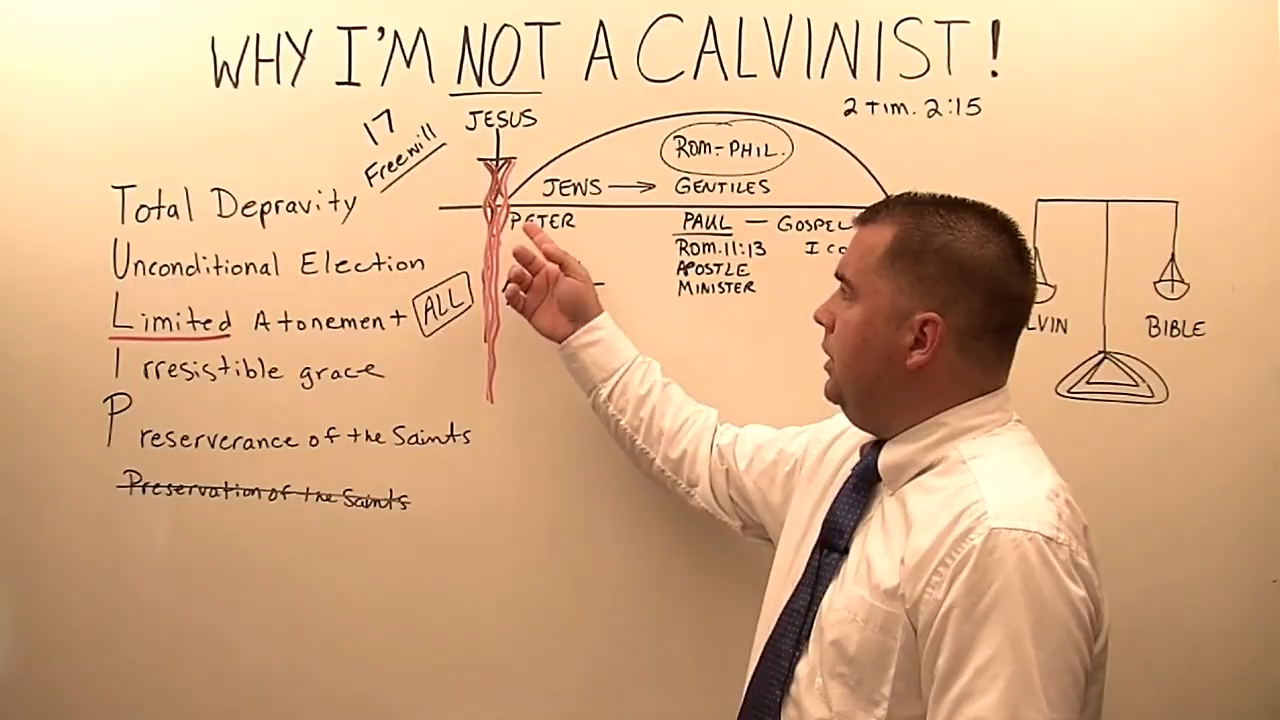 WHY I'M NOT A CALVINIST!
2 tim. 2:15
17
Freewill
JESUS
Rom-PHIL.
JEWS → GENTILES
PETER
PAUL — GOSPEL
Rom. 11:13 I CO
APOSTLE
MINISTER
Total Depravity
Unconditional Election
Limited Atonement
ALL
Irresistible grace
Preserverance of the Saints
Preservation of the Saints
LVIN
BIBLE